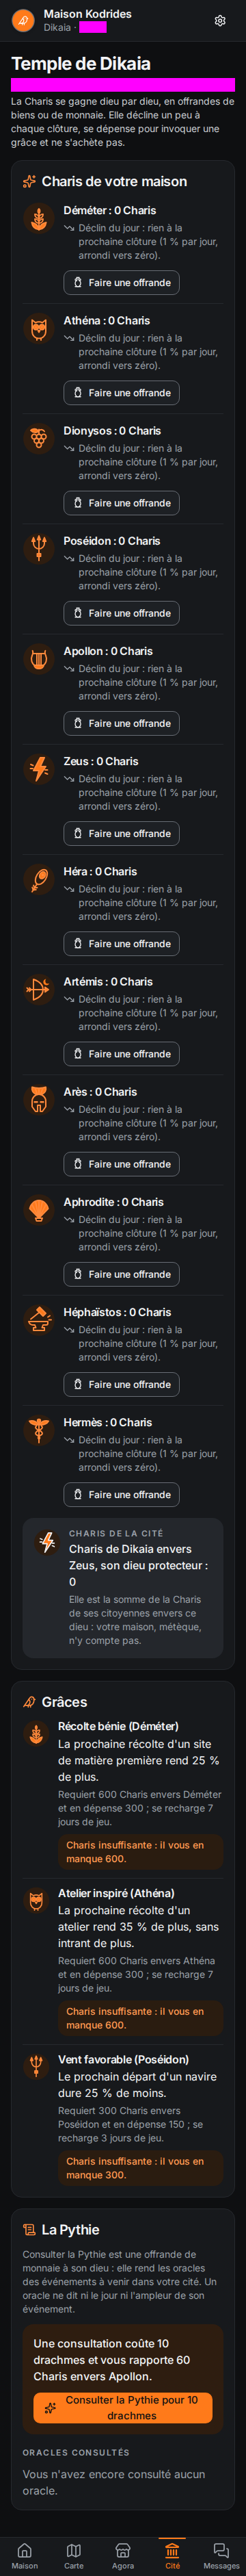 Maison Kodrides
Dikaia ·
Temple de Dikaia
La Charis se gagne dieu par dieu, en offrandes de
biens ou de monnaie. Elle décline un peu à
chaque clôture, se dépense pour invoquer une
grâce et ne s'achète pas.
Charis de votre maison
Déméter : 0 Charis
Déclin du jour : rien à la
prochaine clôture (1 % par jour,
arrondi vers zéro).
Faire une offrande
Athéna : 0 Charis
Déclin du jour : rien à la
prochaine clôture (1 % par jour,
arrondi vers zéro).
Faire une offrande
Dionysos : 0 Charis
Déclin du jour : rien à la
prochaine clôture (1 % par jour,
arrondi vers zéro).
Faire une offrande
Poséidon : 0 Charis
Déclin du jour : rien à la
prochaine clôture (1 % par jour,
arrondi vers zéro).
Faire une offrande
Apollon : 0 Charis
Déclin du jour : rien à la
prochaine clôture (1 % par jour,
arrondi vers zéro).
Faire une offrande
Zeus : 0 Charis
Déclin du jour : rien à la
prochaine clôture (1 % par jour,
arrondi vers zéro).
Faire une offrande
Héra : 0 Charis
Déclin du jour : rien à la
prochaine clôture (1 % par jour,
arrondi vers zéro).
Faire une offrande
Artémis : 0 Charis
Déclin du jour : rien à la
prochaine clôture (1 % par jour,
arrondi vers zéro).
Faire une offrande
Arès : 0 Charis
Déclin du jour : rien à la
prochaine clôture (1 % par jour,
arrondi vers zéro).
Faire une offrande
Aphrodite : 0 Charis
Déclin du jour : rien à la
prochaine clôture (1 % par jour,
arrondi vers zéro).
Faire une offrande
Héphaïstos : 0 Charis
Déclin du jour : rien à la
prochaine clôture (1 % par jour,
arrondi vers zéro).
Faire une offrande
Hermès : 0 Charis
Déclin du jour : rien à la
prochaine clôture (1 % par jour,
arrondi vers zéro).
Faire une offrande
CHARIS DE LA CITÉ
Charis de Dikaia envers
Zeus, son dieu protecteur :
0
Elle est la somme de la Charis
de ses citoyennes envers ce
dieu : votre maison, métèque,
n'y compte pas.
Grâces
Récolte bénie (Déméter)
La prochaine récolte d'un site
de matière première rend 25 %
de plus.
Requiert 600 Charis envers Déméter
et en dépense 300 ; se recharge 7
jours de jeu.
Charis insuffisante : il vous en
manque 600.
Atelier inspiré (Athéna)
La prochaine récolte d'un
atelier rend 35 % de plus, sans
intrant de plus.
Requiert 600 Charis envers Athéna
et en dépense 300 ; se recharge 7
jours de jeu.
Charis insuffisante : il vous en
manque 600.
Vent favorable (Poséidon)
Le prochain départ d'un navire
dure 25 % de moins.
Requiert 300 Charis envers
Poséidon et en dépense 150 ; se
recharge 3 jours de jeu.
Charis insuffisante : il vous en
manque 300.
La Pythie
Consulter la Pythie est une offrande de
monnaie à son dieu : elle rend les oracles
des événements à venir dans votre cité. Un
oracle ne dit ni le jour ni l'ampleur de son
événement.
Une consultation coûte 10
drachmes et vous rapporte 60
Charis envers Apollon.
Consulter la Pythie pour 10
drachmes
ORACLES CONSULTÉS
Vous n'avez encore consulté aucun
oracle.
Maison
Carte
Agora
Cité
Messages